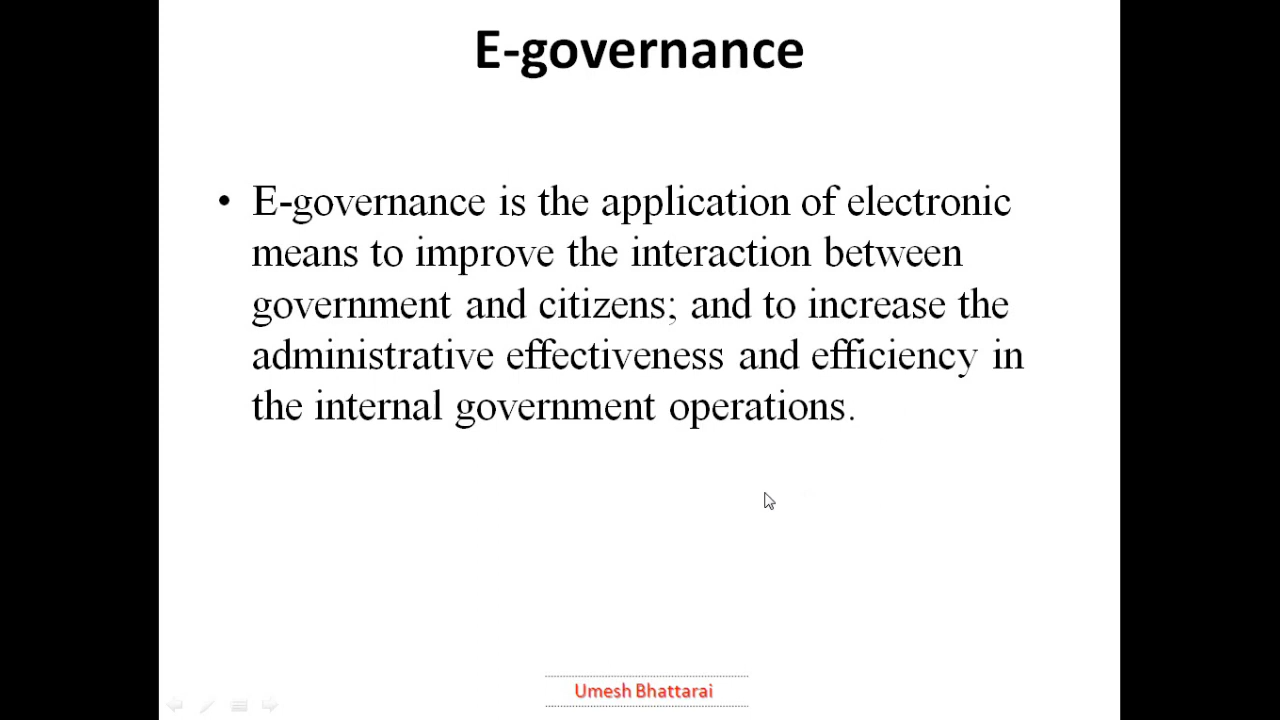 E-governance
• E-governance is the application of electronic
means to improve the interaction between
government and citizens; and to increase the
administrative effectiveness and efficiency in
the internal government operations.
Umesh Bhattarai